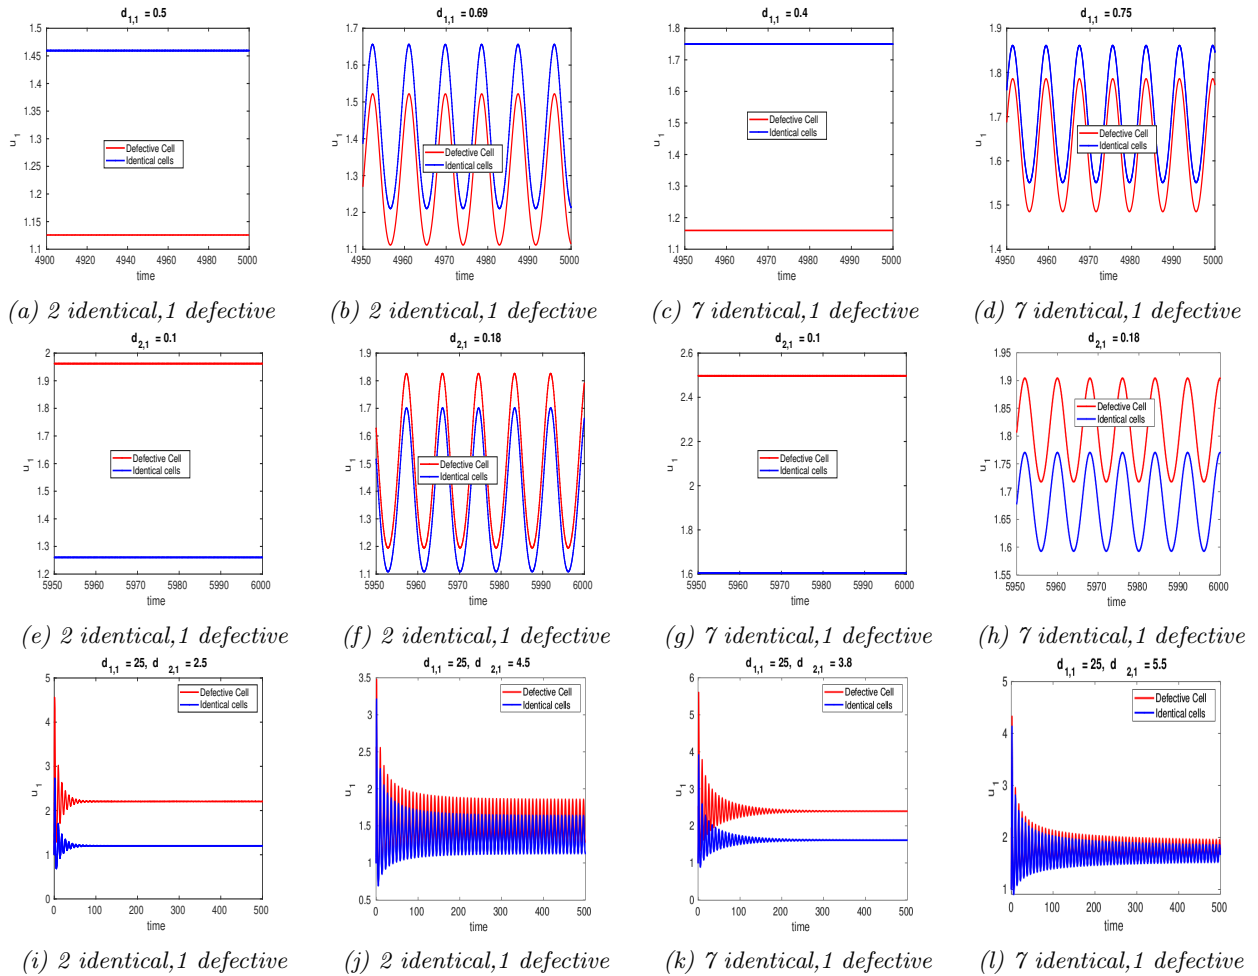 d1,1 = 0.5
1.5
1.45
1.4
1.35
1.3
1.25
1.2
1.15
1.1
u_1
Defective Cell
Identical cells
4900 4920 4940 4960 4980 5000
time
(a) 2 identical,1 defective
d1,1 = 0.69
1.7
1.6
1.5
1.4
1.3
1.2
1.1
u_1
Defective Cell
Identical cells
4950 4960 4970 4980 4990 5000
time
(b) 2 identical,1 defective
d1,1 = 0.4
1.8
1.7
1.6
1.5
1.4
1.3
1.2
1.1
u_1
Defective Cell
Identical cells
4950 4960 4970 4980 4990 5000
time
(c) 7 identical,1 defective
d1,1 = 0.75
1.9
1.8
1.7
1.6
1.5
1.4
u_1
Defective Cell
Identical cells
4950 4960 4970 4980 4990 5000
time
(d) 7 identical,1 defective
d2,1 = 0.1
2
1.9
1.8
1.7
1.6
1.5
1.4
1.3
1.2
u_1
Defective Cell
Identical cells
5950 5960 5970 5980 5990 6000
time
(e) 2 identical,1 defective
d2,1 = 0.18
1.9
1.8
1.7
1.6
1.5
1.4
1.3
1.2
1.1
u_1
Defective Cell
Identical cells
5950 5960 5970 5980 5990 6000
time
(f) 2 identical,1 defective
d2,1 = 0.1
2.6
2.4
2.2
2
1.8
1.6
u_1
Defective Cell
Identical cells
5950 5960 5970 5980 5990 6000
time
(g) 7 identical,1 defective
d2,1 = 0.18
1.95
1.9
1.85
1.8
1.75
1.7
1.65
1.6
1.55
u_1
Defective Cell
Identical cells
5950 5960 5970 5980 5990 6000
time
(h) 7 identical,1 defective
d1,1 = 25, d2,1 = 2.5
5
4
3
2
1
0
u_1
Defective Cell
Identical cells
0 100 200 300 400 500
time
(i) 2 identical,1 defective
d1,1 = 25, d2,1 = 4.5
3.5
3
2.5
2
1.5
1
0.5
u_1
Defective Cell
Identical cells
0 100 200 300 400 500
time
(j) 2 identical,1 defective
d1,1 = 25, d2,1 = 3.8
6
5
4
3
2
1
0
u_1
Defective Cell
Identical cells
0 100 200 300 400 500
time
(k) 7 identical,1 defective
d1,1 = 25, d2,1 = 5.5
5
4
3
2
1
u_1
Defective Cell
Identical cells
0 100 200 300 400 500
time
(l) 7 identical,1 defective